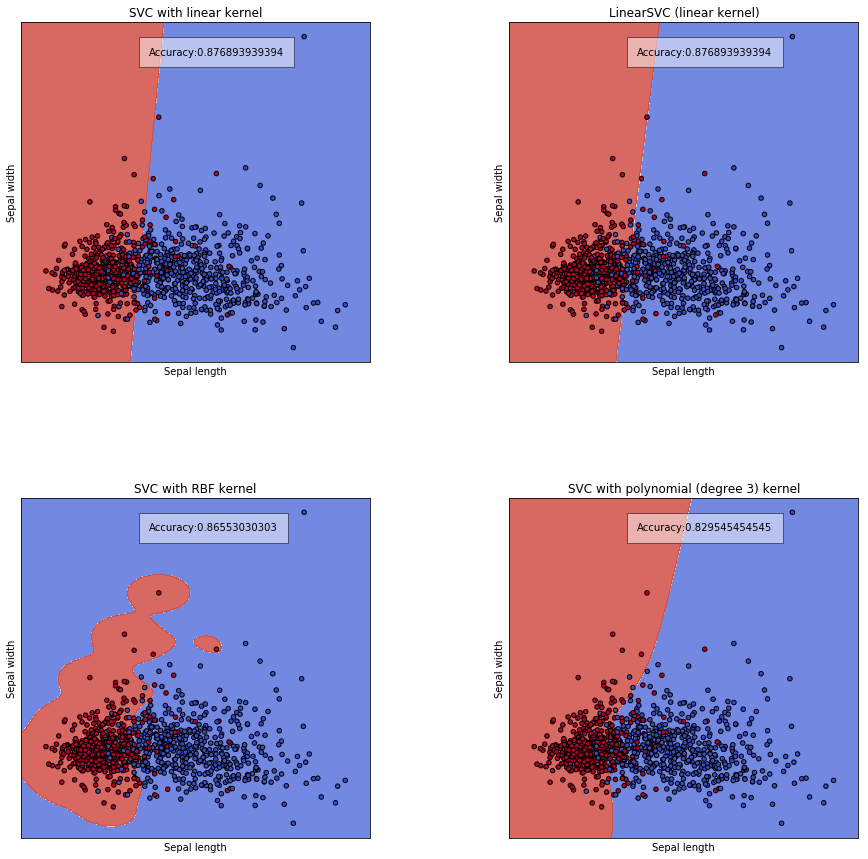 SVC with linear kernel
Accuracy:0.876893939394
Sepal width
Sepal length
LinearSVC (linear kernel)
Accuracy:0.876893939394
Sepal width
Sepal length
SVC with RBF kernel
Accuracy:0.86553030303
Sepal width
Sepal length
SVC with polynomial (degree 3) kernel
Accuracy:0.829545454545
Sepal width
Sepal length